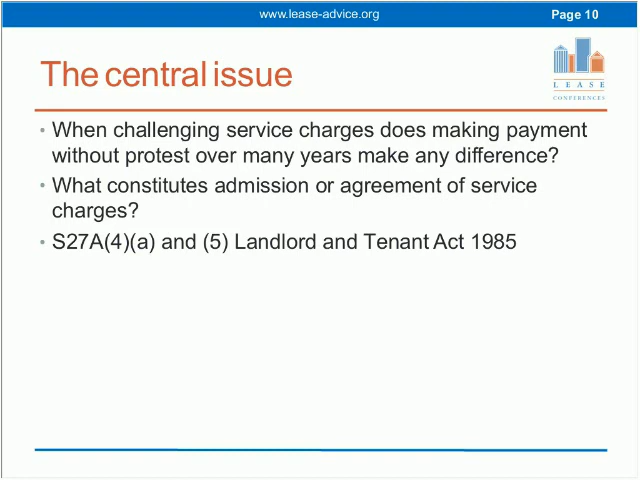 www.lease-advice.org
Page 10
The central issue
L E A S E
CONFERENCES
• When challenging service charges does making payment
without protest over many years make any difference?
• What constitutes admission or agreement of service
charges?
• S27A(4)(a) and (5) Landlord and Tenant Act 1985